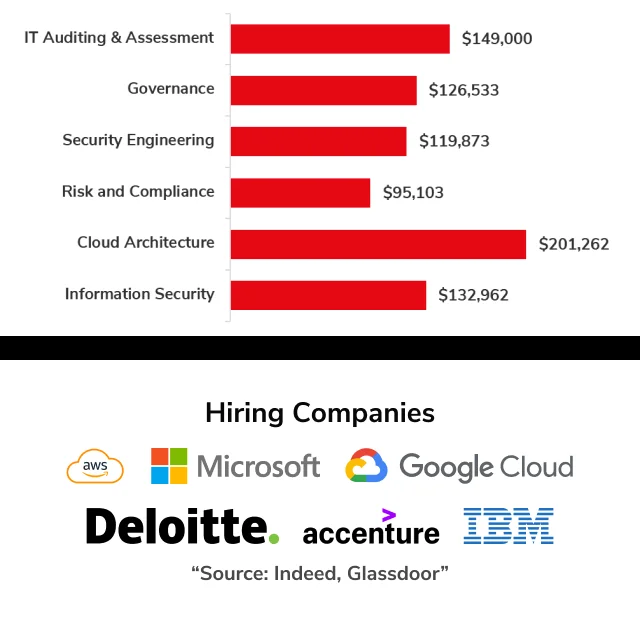 IT Auditing & Assessment $149,000
Governance $126,533
Security Engineering $119,873
Risk and Compliance $95,103
Cloud Architecture $201,262
Information Security $132,962
Hiring Companies
aws Microsoft Google Cloud
Deloitte. accenture IBM
“Source: Indeed, Glassdoor”